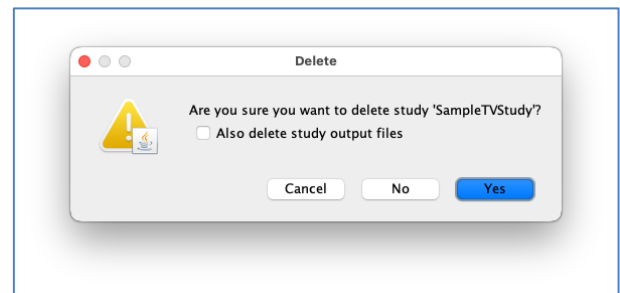 Delete
Are you sure you want to delete study 'SampleTVStudy'?
Also delete study output files
Cancel No Yes